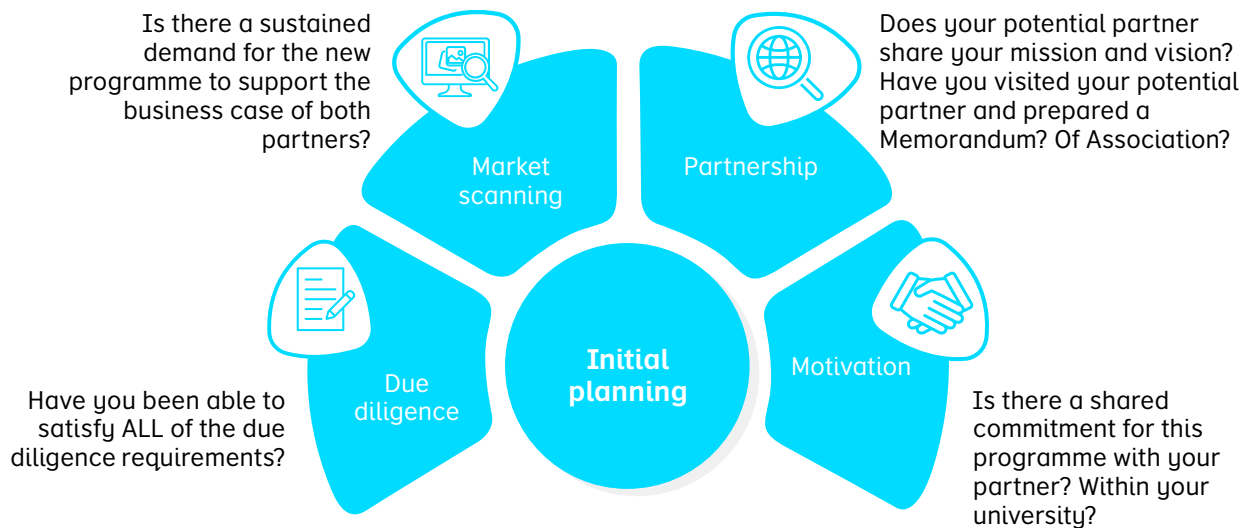 Is there a sustained
demand for the new
programme to support the
business case of both
partners?
Does your potential partner
share your mission and vision?
Have you visited your potential
partner and prepared a
Memorandum? Of Association?
Market
scanning
Partnership
Initial
planning
Due
diligence
Motivation
Have you been able to
satisfy ALL of the due
diligence requirements?
Is there a shared
commitment for this
programme with your
partner? Within your
university?